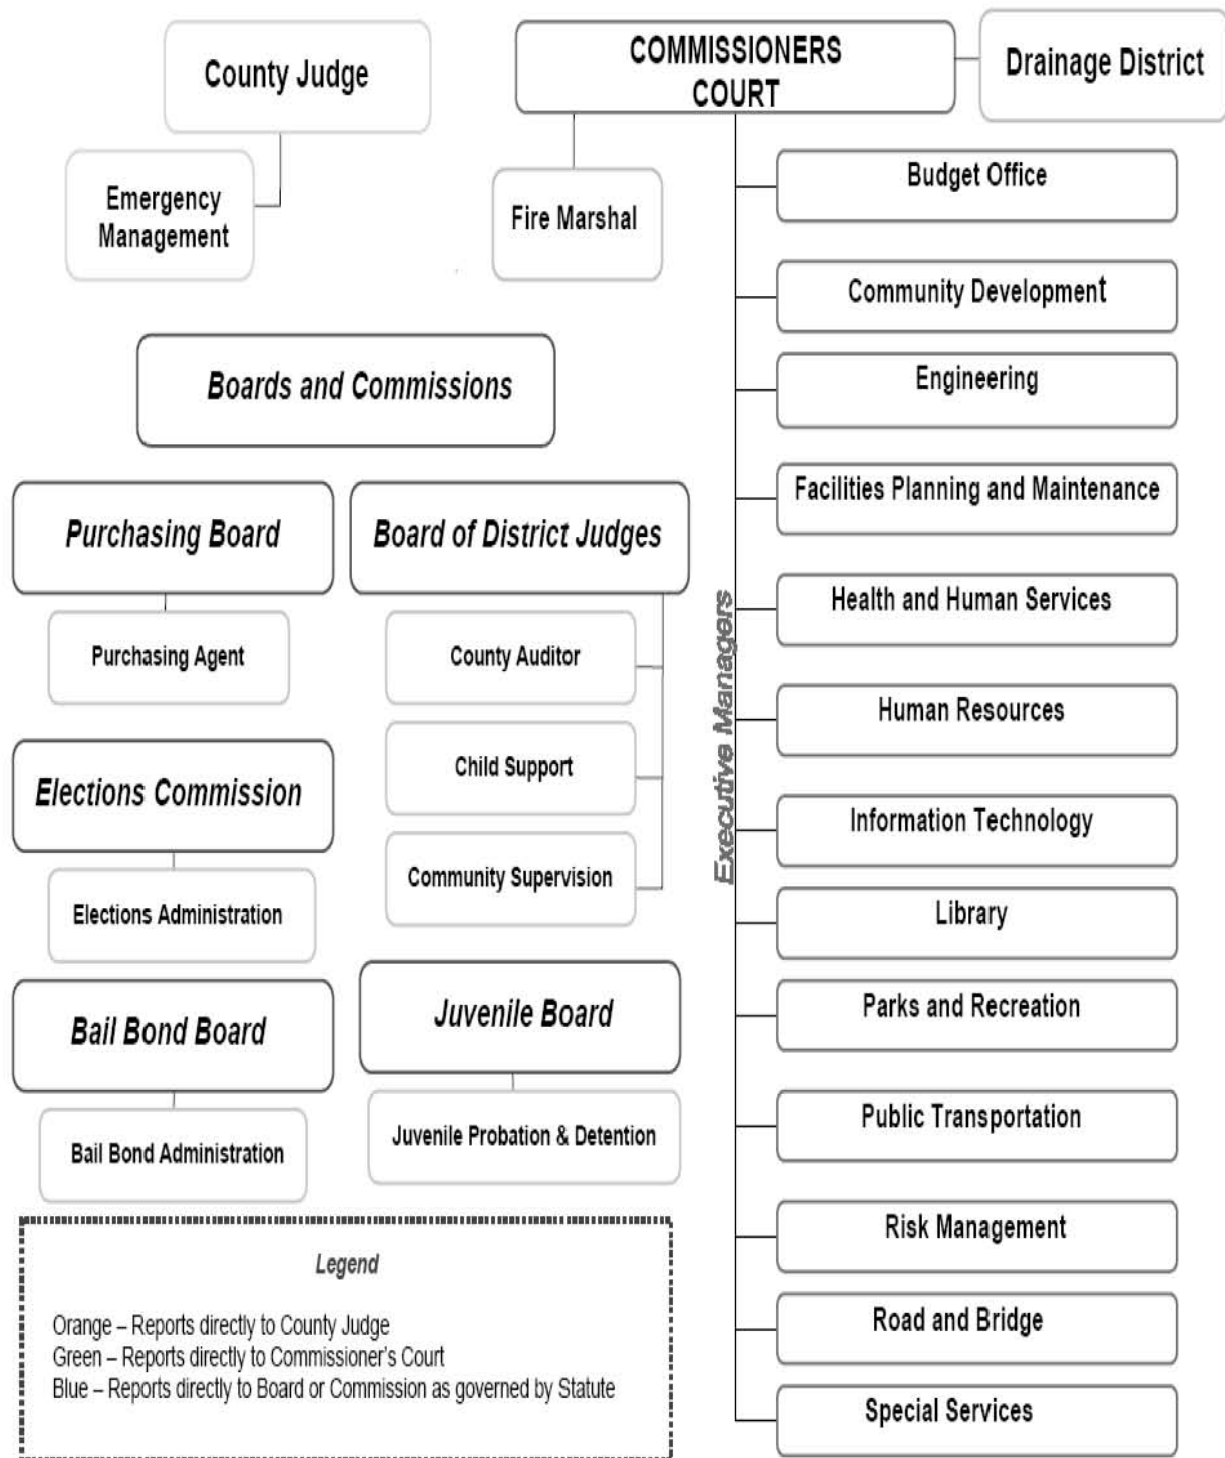 County Judge
Emergency
Management
COMMISSIONERS
COURT
Drainage District
Fire Marshal
Executive Managers
Budget Office
Community Development
Engineering
Facilities Planning and Maintenance
Health and Human Services
Human Resources
Information Technology
Library
Parks and Recreation
Public Transportation
Risk Management
Road and Bridge
Special Services
Boards and Commissions
Purchasing Board
Purchasing Agent
Board of District Judges
County Auditor
Child Support
Community Supervision
Elections Commission
Elections Administration
Bail Bond Board
Bail Bond Administration
Juvenile Board
Juvenile Probation & Detention
Legend
Orange – Reports directly to County Judge
Green – Reports directly to Commissioner's Court
Blue – Reports directly to Board or Commission as governed by Statute